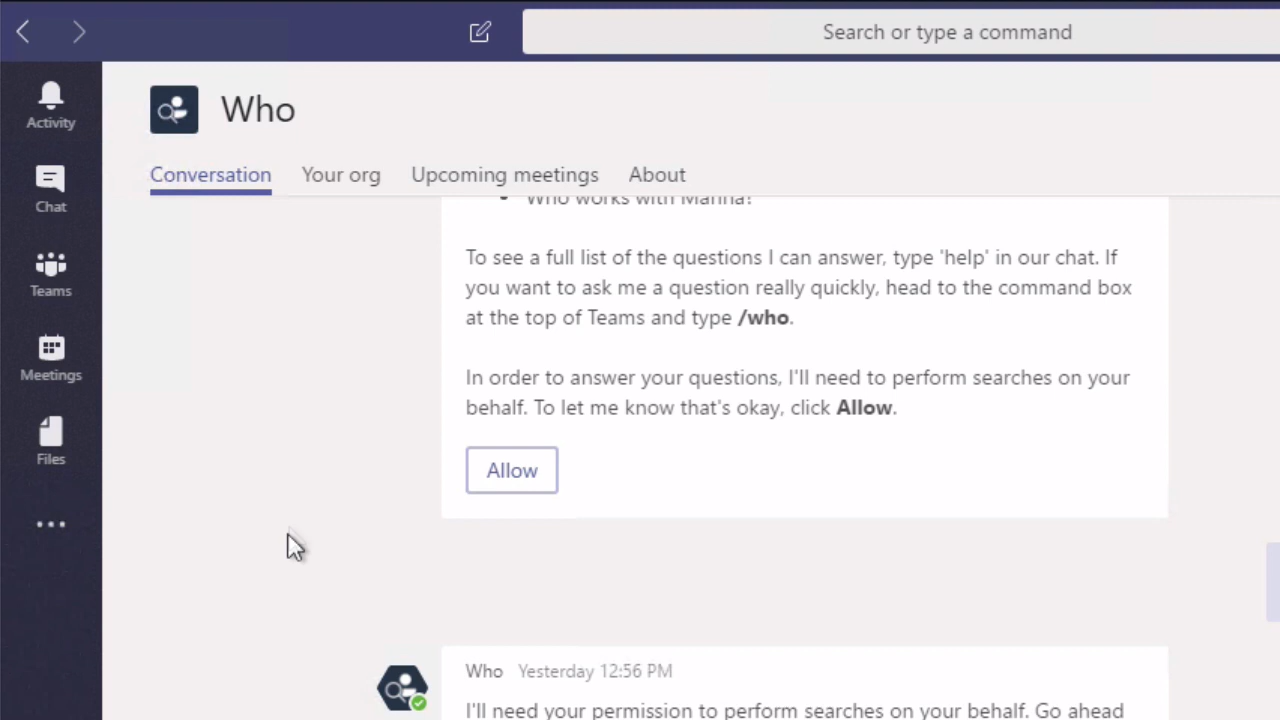 Search or type a command
Activity
Chat
Teams
Meetings
Files
Who
Conversation Your org Upcoming meetings About
• Who works with Manna?
To see a full list of the questions I can answer, type 'help' in our chat. If
you want to ask me a question really quickly, head to the command box
at the top of Teams and type /who.
In order to answer your questions, I'll need to perform searches on your
behalf. To let me know that's okay, click Allow.
Allow
Who Yesterday 12:56 PM
I'll need your permission to perform searches on your behalf. Go ahead